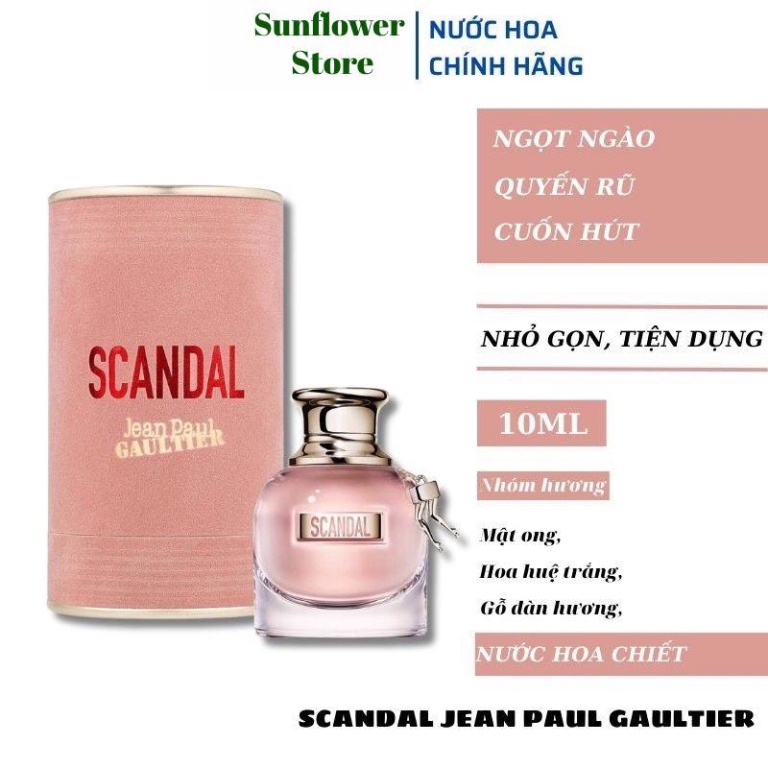 Sunflower
Store
NƯỚC HOA
CHÍNH HÃNG
NGỌT NGÀO
QUYẾN RŨ
CUỐN HÚT
NHỎ GỌN, TIỆN DỤNG
SCANDAL
Jean Paul
GAULTIER
SCANDAL
10ML
Nhóm hương
Mật ong,
Hoa huệ trắng,
Gỗ đàn hương,
NƯỚC HOA CHIẾT
SCANDAL JEAN PAUL GAULTIER